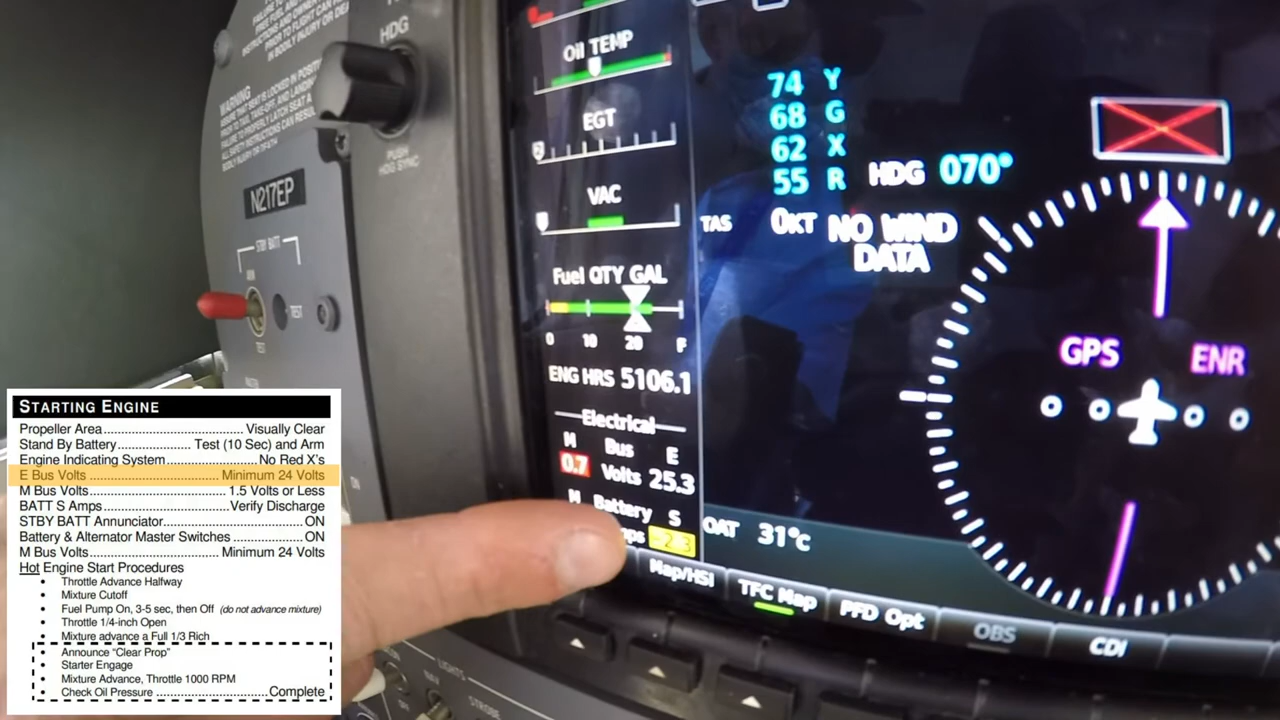 HDG
WARNING
PUSH
HDG SYNC
N217EP
STBY BATT
ARM
TEST
TEST
Oil TEMP
EGT
VAC
Fuel QTY GAL
0 10 20 F
ENG HRS 5106.1
Electrical
M Bus E
0.7 Volts 25.3
M Battery S
74 Y
68 G
62 X
55 R
HDG 070°
TAS 0KT
NO WIND
DATA
GPS ENR
OAT 31°C
Map/HSI
TFC Map
PFD Opt
OBS
CDI
LIGHTS
NAV
STROBE
STARTING ENGINE
Propeller Area Visually Clear
Stand By Battery Test (10 Sec) and Arm
Engine Indicating System No Red X's
E Bus Volts Minimum 24 Volts
M Bus Volts 1.5 Volts or Less
BATT S Amps Verify Discharge
STBY BATT Annunciator ON
Battery & Alternator Master Switches ON
M Bus Volts Minimum 24 Volts
Hot Engine Start Procedures
• Throttle Advance Halfway
• Mixture Cutoff
• Fuel Pump On, 3-5 sec, then Off (do not advance mixture)
• Throttle 1/4-inch Open
• Mixture advance a Full 1/3 Rich
• Announce "Clear Prop"
• Starter Engage
• Mixture Advance, Throttle 1000 RPM
• Check Oil Pressure Complete